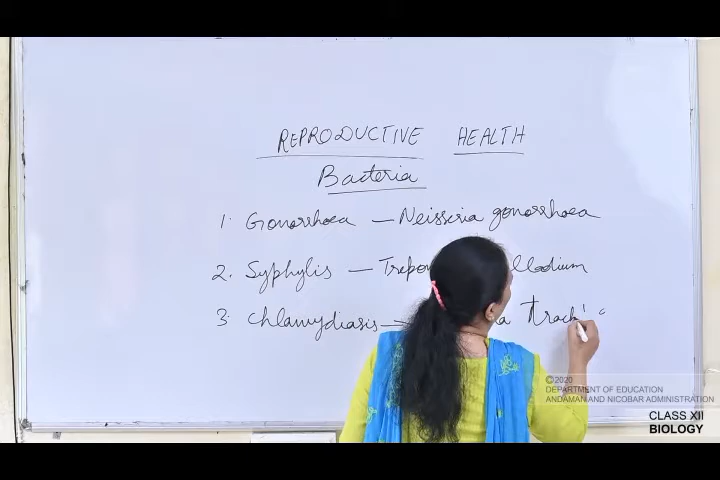 REPRODUCTIVE HEALTH
Bacteria
1. Gonorrhoea — Neisseria gonorrhoea
2. Syphylis —
3. Chlamydiasis —
©2020
DEPARTMENT OF EDUCATION
ANDAMAN AND NICOBAR ADMINISTRATION
CLASS XII
BIOLOGY